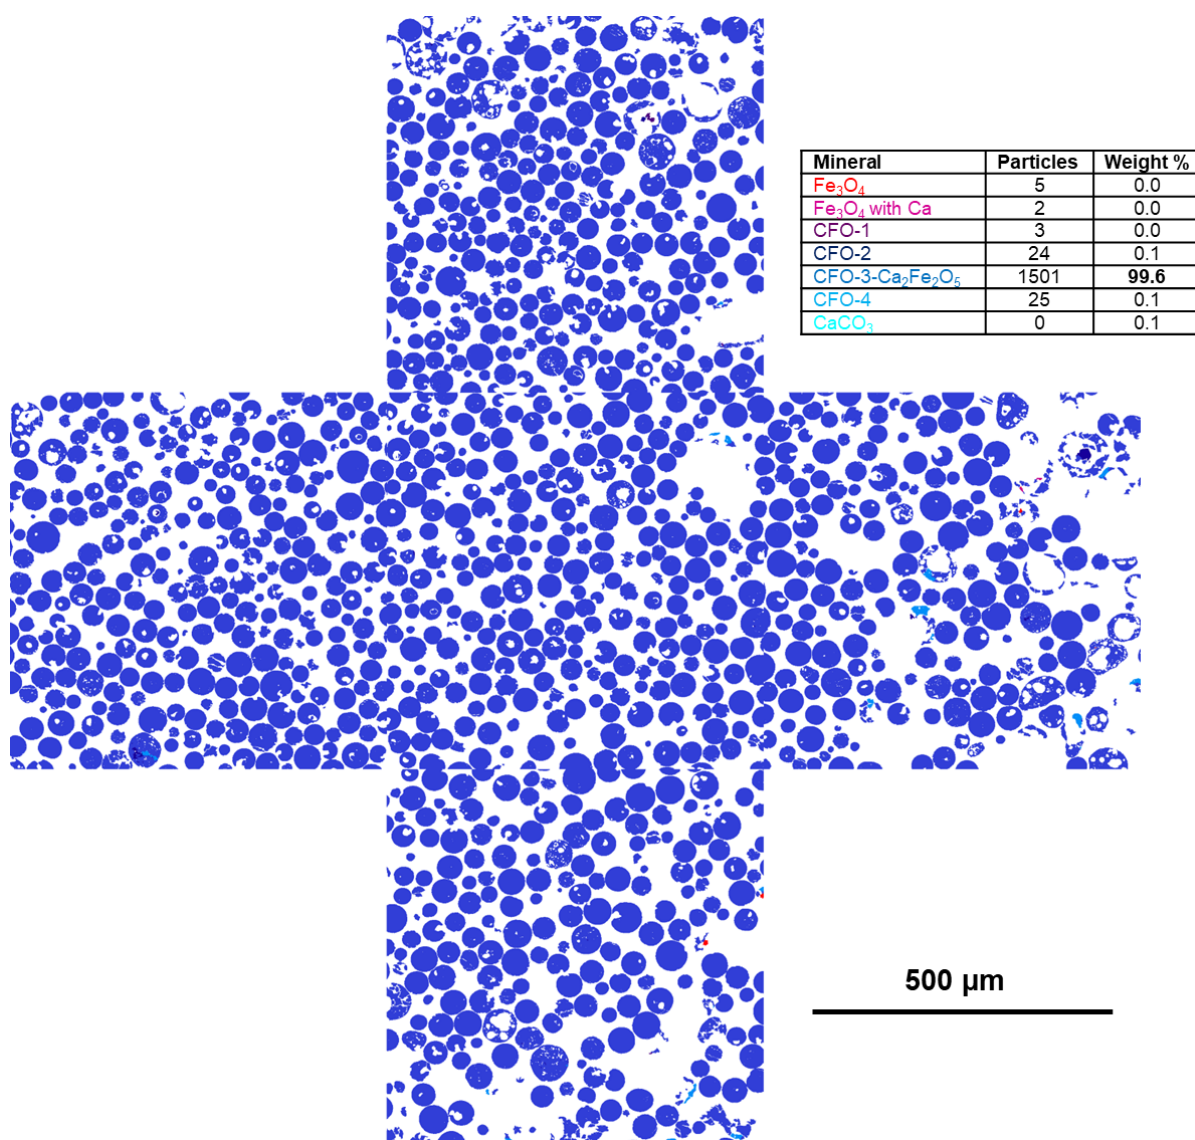 Mineral Particles Weight %
Fe₃O₄ 5 0.0
Fe₃O₄ with Ca 2 0.0
CFO-1 3 0.0
CFO-2 24 0.1
CFO-3-Ca₂Fe₂O₅ 1501 99.6
CFO-4 25 0.1
CaCO₃ 0 0.1
500 µm